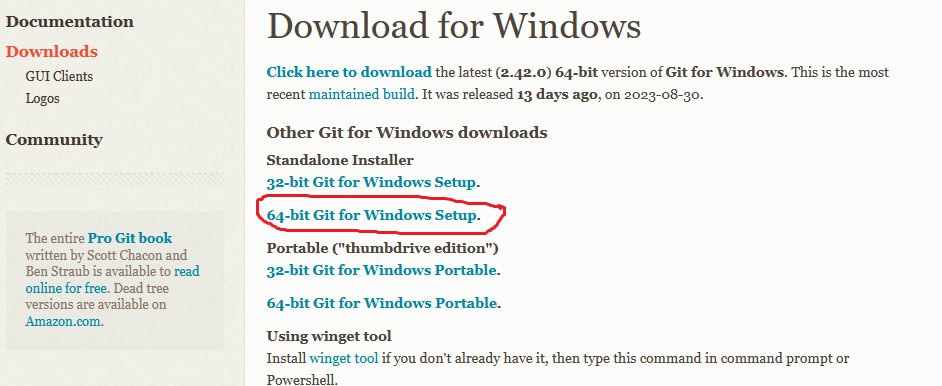 Documentation
Downloads
GUI Clients
Logos
Community
The entire Pro Git book
written by Scott Chacon and
Ben Straub is available to read
online for free. Dead tree
versions are available on
Amazon.com.
Download for Windows
Click here to download the latest (2.42.0) 64-bit version of Git for Windows. This is the most
recent maintained build. It was released 13 days ago, on 2023-08-30.
Other Git for Windows downloads
Standalone Installer
32-bit Git for Windows Setup.
64-bit Git for Windows Setup.
Portable ("thumbdrive edition")
32-bit Git for Windows Portable.
64-bit Git for Windows Portable.
Using winget tool
Install winget tool if you don't already have it, then type this command in command prompt or
Powershell.